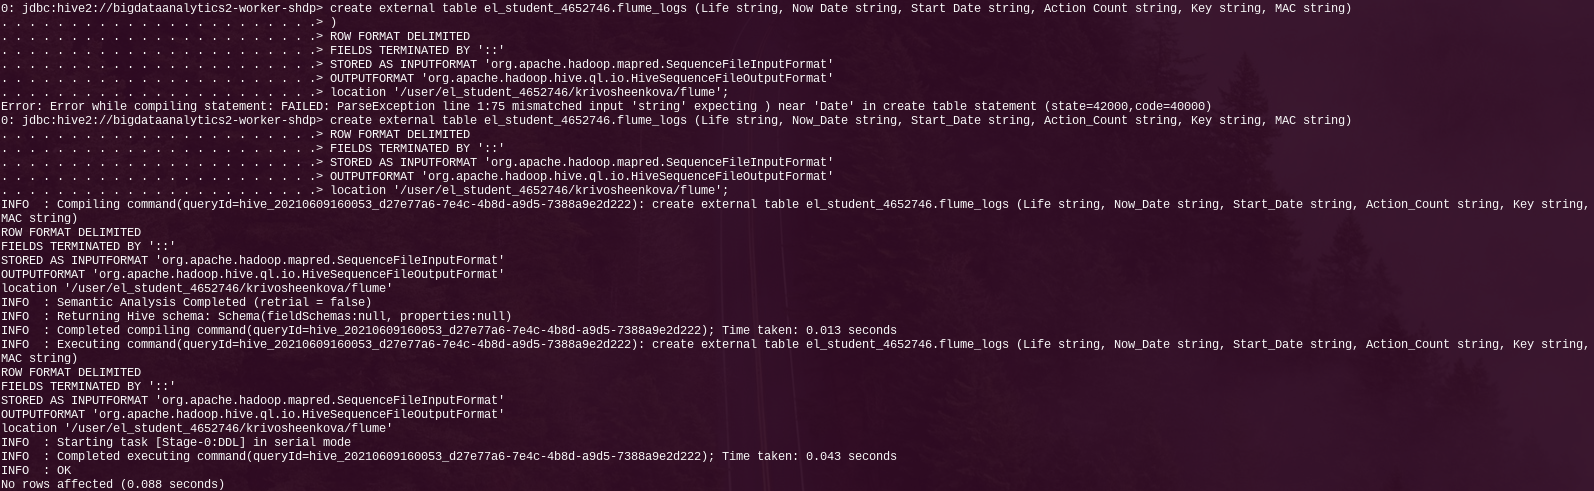 0: jdbc:hive2://bigdataanalytics2-worker-shdp> create external table el_student_4652746.flume_logs (Life string, Now Date string, Start Date string, Action Count string, Key string, MAC string)
. . . . . . . . . . . . . . . . . . . . . . .> )
. . . . . . . . . . . . . . . . . . . . . . .> ROW FORMAT DELIMITED
. . . . . . . . . . . . . . . . . . . . . . .> FIELDS TERMINATED BY '::'
. . . . . . . . . . . . . . . . . . . . . . .> STORED AS INPUTFORMAT 'org.apache.hadoop.mapred.SequenceFileInputFormat'
. . . . . . . . . . . . . . . . . . . . . . .> OUTPUTFORMAT 'org.apache.hadoop.hive.ql.io.HiveSequenceFileOutputFormat'
. . . . . . . . . . . . . . . . . . . . . . .> location '/user/el_student_4652746/krivosheenkova/flume';
Error: Error while compiling statement: FAILED: ParseException line 1:75 mismatched input 'string' expecting ) near 'Date' in create table statement (state=42000,code=40000)
0: jdbc:hive2://bigdataanalytics2-worker-shdp> create external table el_student_4652746.flume_logs (Life string, Now_Date string, Start_Date string, Action_Count string, Key string, MAC string)
. . . . . . . . . . . . . . . . . . . . . . .> ROW FORMAT DELIMITED
. . . . . . . . . . . . . . . . . . . . . . .> FIELDS TERMINATED BY '::'
. . . . . . . . . . . . . . . . . . . . . . .> STORED AS INPUTFORMAT 'org.apache.hadoop.mapred.SequenceFileInputFormat'
. . . . . . . . . . . . . . . . . . . . . . .> OUTPUTFORMAT 'org.apache.hadoop.hive.ql.io.HiveSequenceFileOutputFormat'
. . . . . . . . . . . . . . . . . . . . . . .> location '/user/el_student_4652746/krivosheenkova/flume';
INFO  : Compiling command(queryId=hive_20210609160053_d27e77a6-7e4c-4b8d-a9d5-7388a9e2d222): create external table el_student_4652746.flume_logs (Life string, Now_Date string, Start_Date string, Action_Count string, Key string,
MAC string)
ROW FORMAT DELIMITED
FIELDS TERMINATED BY '::'
STORED AS INPUTFORMAT 'org.apache.hadoop.mapred.SequenceFileInputFormat'
OUTPUTFORMAT 'org.apache.hadoop.hive.ql.io.HiveSequenceFileOutputFormat'
location '/user/el_student_4652746/krivosheenkova/flume'
INFO  : Semantic Analysis Completed (retrial = false)
INFO  : Returning Hive schema: Schema(fieldSchemas:null, properties:null)
INFO  : Completed compiling command(queryId=hive_20210609160053_d27e77a6-7e4c-4b8d-a9d5-7388a9e2d222); Time taken: 0.013 seconds
INFO  : Executing command(queryId=hive_20210609160053_d27e77a6-7e4c-4b8d-a9d5-7388a9e2d222): create external table el_student_4652746.flume_logs (Life string, Now_Date string, Start_Date string, Action_Count string, Key string,
MAC string)
ROW FORMAT DELIMITED
FIELDS TERMINATED BY '::'
STORED AS INPUTFORMAT 'org.apache.hadoop.mapred.SequenceFileInputFormat'
OUTPUTFORMAT 'org.apache.hadoop.hive.ql.io.HiveSequenceFileOutputFormat'
location '/user/el_student_4652746/krivosheenkova/flume'
INFO  : Starting task [Stage-0:DDL] in serial mode
INFO  : Completed executing command(queryId=hive_20210609160053_d27e77a6-7e4c-4b8d-a9d5-7388a9e2d222); Time taken: 0.043 seconds
INFO  : OK
No rows affected (0.088 seconds)